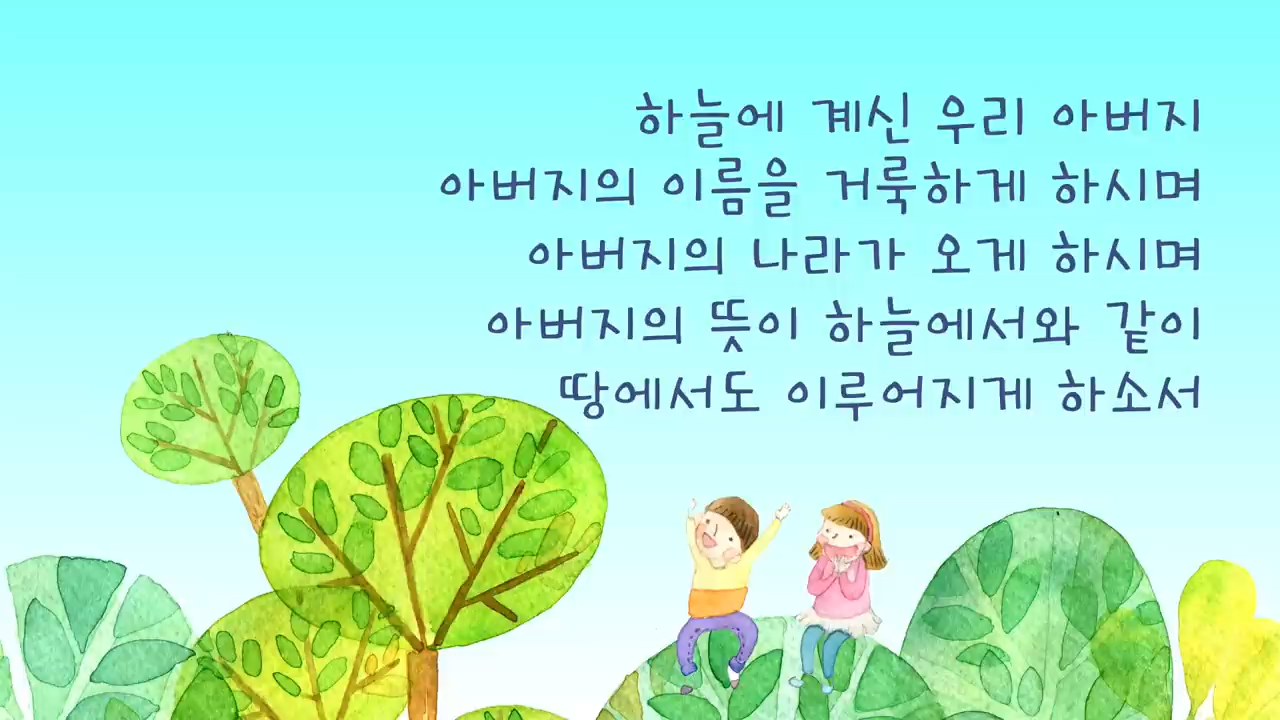 하늘에 계신 우리 아버지
아버지의 이름을 거룩하게 하시며
아버지의 나라가 오게 하시며
아버지의 뜻이 하늘에서와 같이
땅에서도 이루어지게 하소서